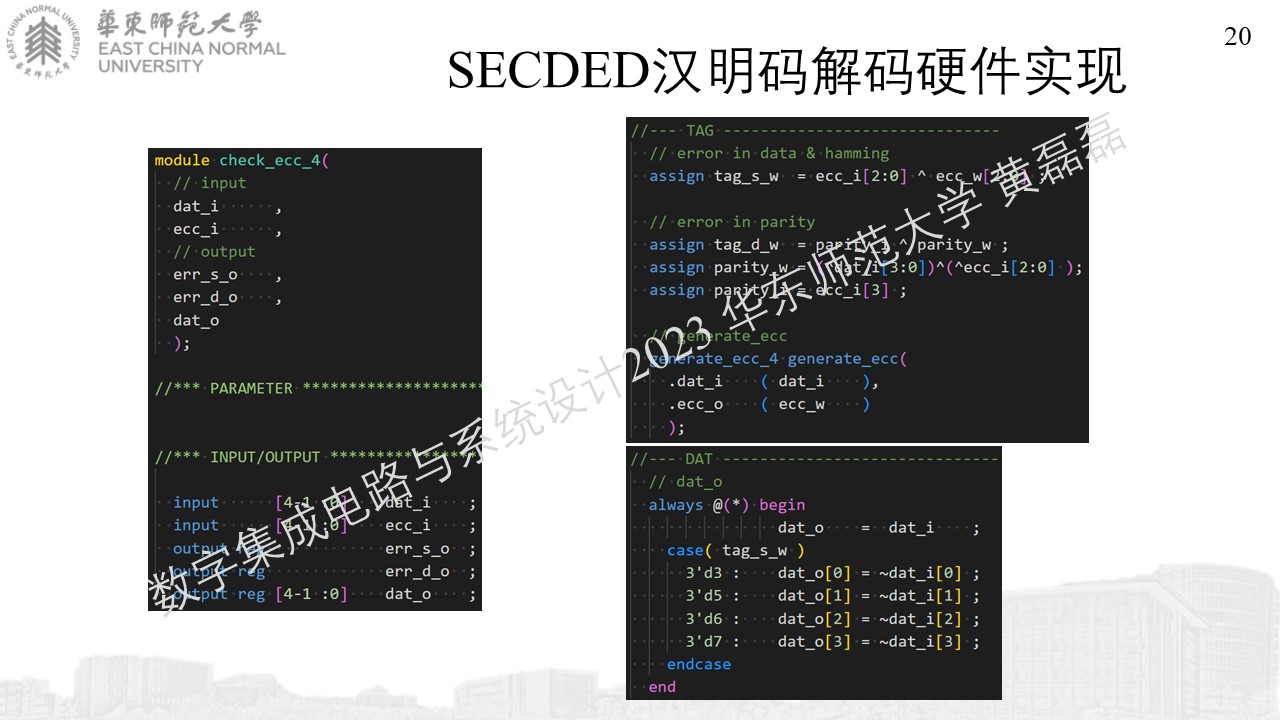 華東師範大學
EAST CHINA NORMAL
UNIVERSITY
20
SECDED汉明码解码硬件实现
module check_ecc_4(
// input
dat_i ,
ecc_i ,
// output
err_s_o ,
err_d_o ,
dat_o
);
//*** PARAMETER ********************
//*** INPUT/OUTPUT *****************
input [4-1 :0] dat_i ;
input [4-1 :0] ecc_i ;
output reg err_s_o ;
output reg err_d_o ;
output reg [4-1 :0] dat_o ;
//--- TAG ------------------------------
// error in data & hamming
assign tag_s_w = ecc_i[2:0] ^ ecc_w[2:0] ;
// error in parity
assign tag_d_w = parity_i ^ parity_w ;
assign parity_w = (^dat_i[3:0])^(^ecc_i[2:0] );
assign parity_i = ecc_i[3] ;
// generate_ecc
generate_ecc_4 generate_ecc(
.dat_i ( dat_i ),
.ecc_o ( ecc_w )
);
//--- DAT ------------------------------
// dat_o
always @(*) begin
dat_o = dat_i ;
case( tag_s_w )
3'd3 : dat_o[0] = ~dat_i[0] ;
3'd5 : dat_o[1] = ~dat_i[1] ;
3'd6 : dat_o[2] = ~dat_i[2] ;
3'd7 : dat_o[3] = ~dat_i[3] ;
endcase
end
数字集成电路与系统设计2023 华东师范大学 黄磊磊